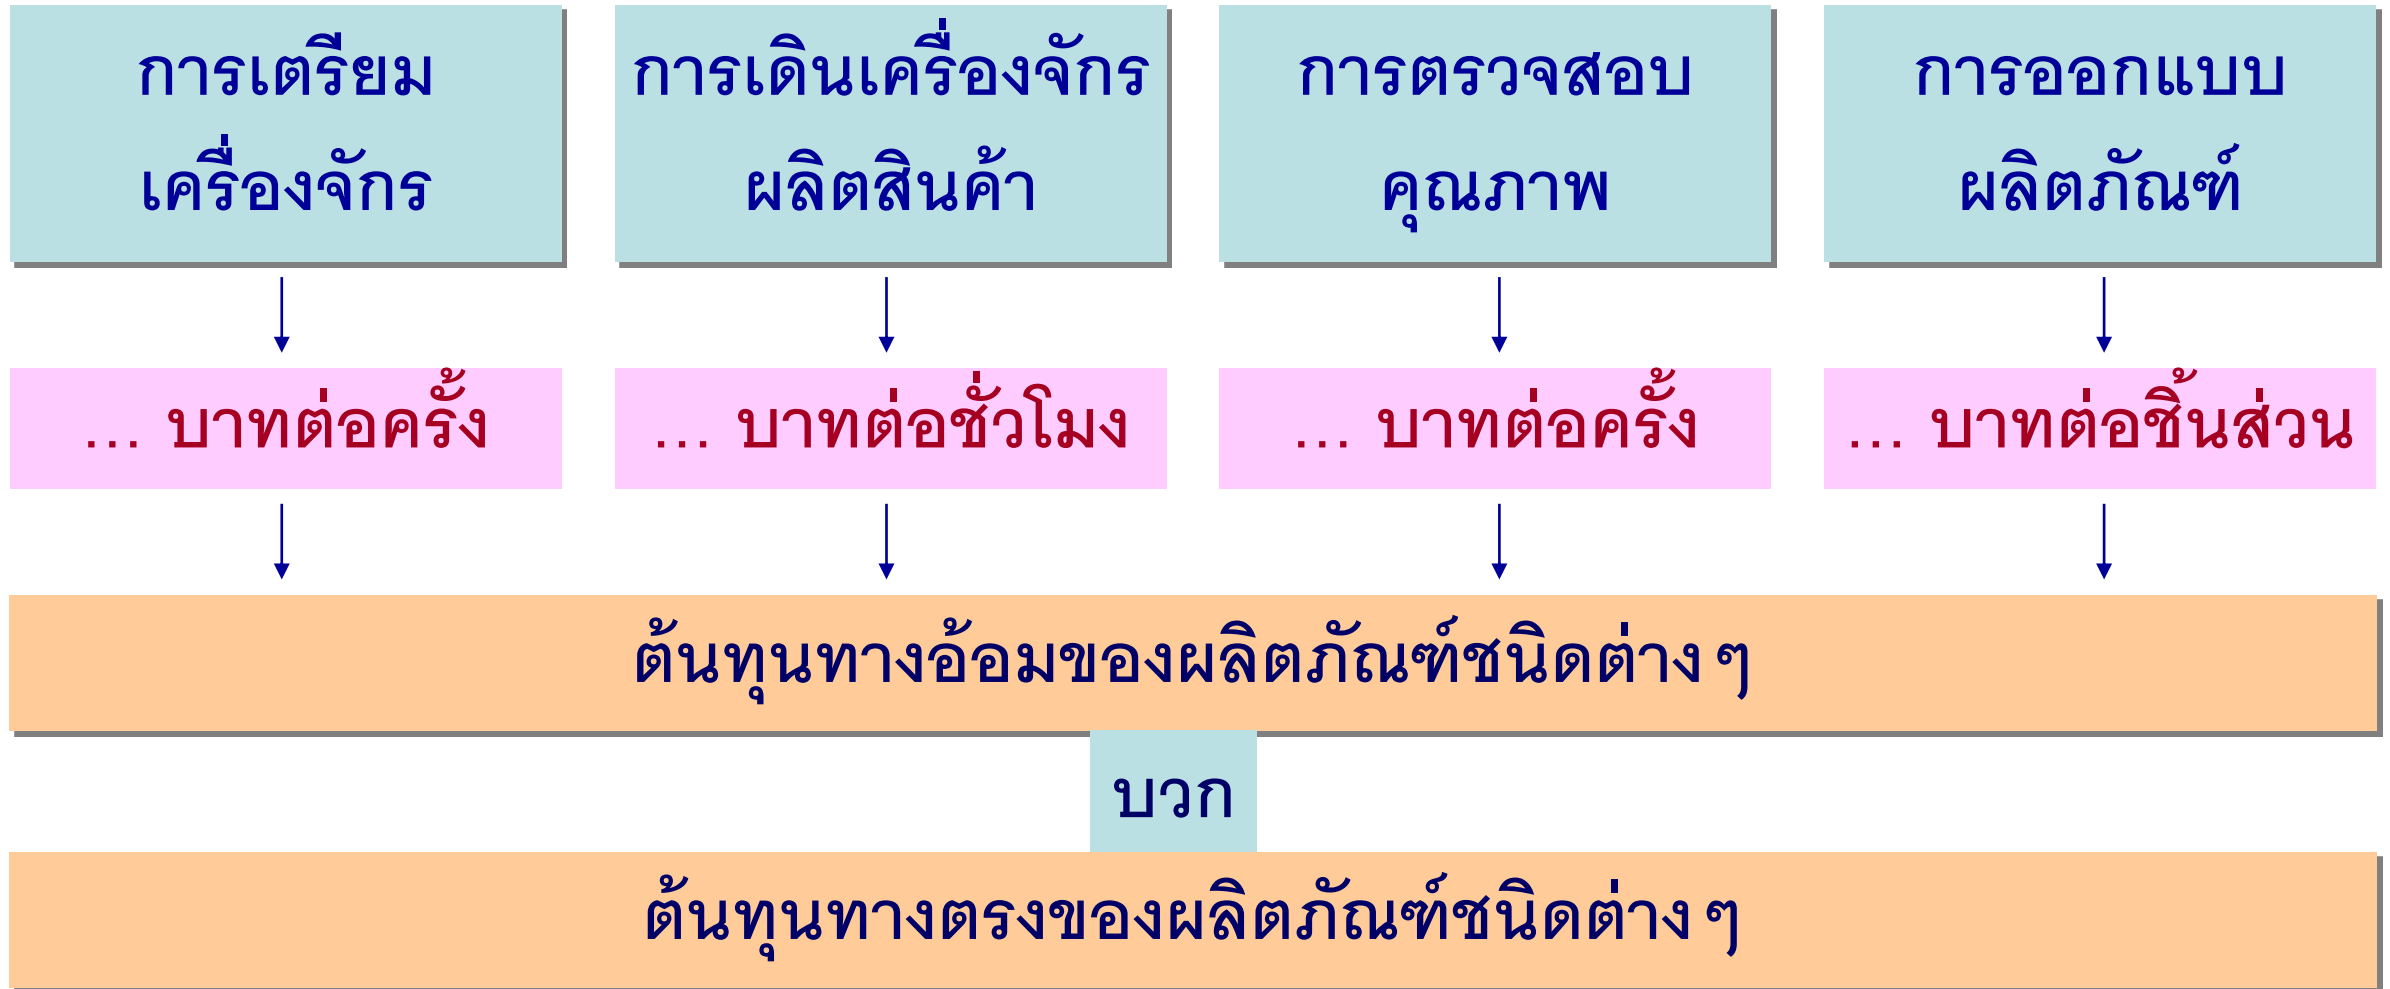 การเตรียม
เครื่องจักร
การเดินเครื่องจักร
ผลิตสินค้า
การตรวจสอบ
คุณภาพ
การออกแบบ
ผลิตภัณฑ์
... บาทต่อครั้ง
... บาทต่อชั่วโมง
... บาทต่อครั้ง
... บาทต่อชิ้นส่วน
ต้นทุนทางอ้อมของผลิตภัณฑ์ชนิดต่าง ๆ
บวก
ต้นทุนทางตรงของผลิตภัณฑ์ชนิดต่าง ๆ